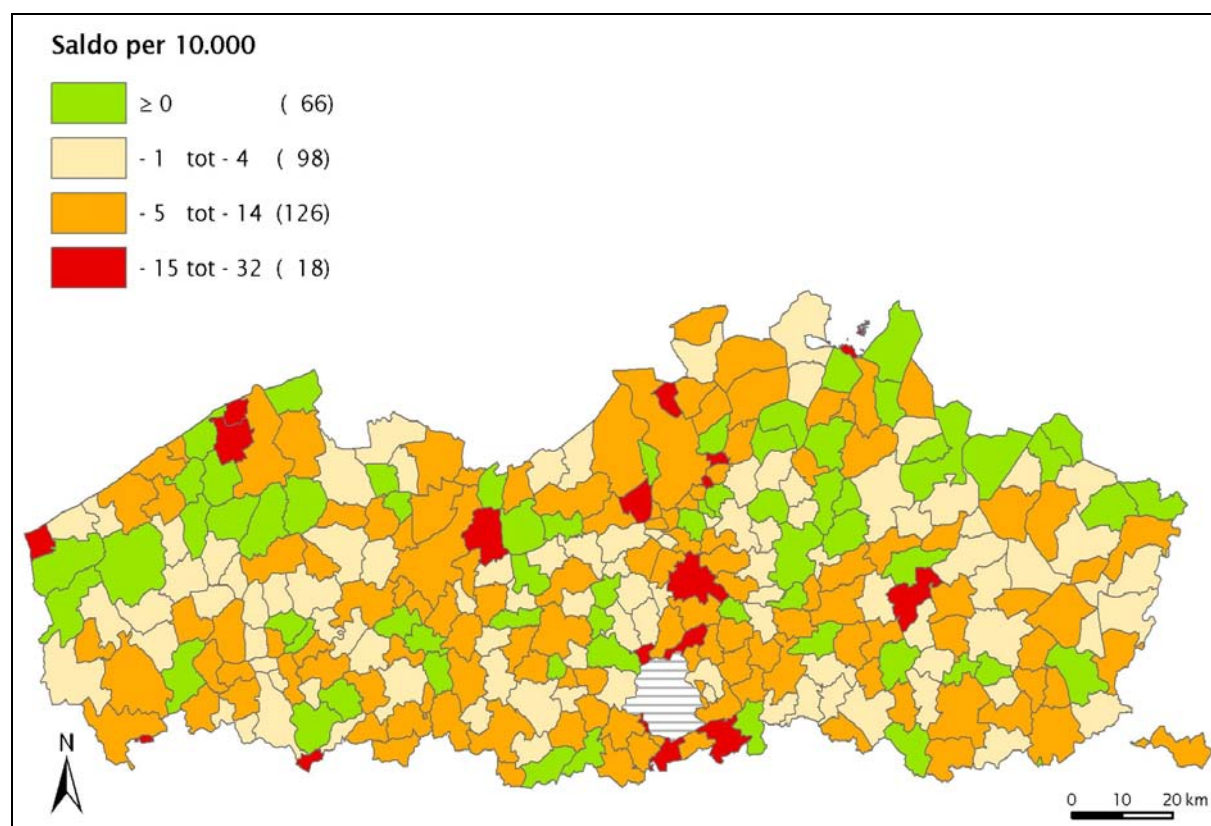 Saldo per 10.000
≥ 0 ( 66)
- 1 tot - 4 ( 98)
- 5 tot - 14 (126)
- 15 tot - 32 ( 18)
N
0 10 20 km